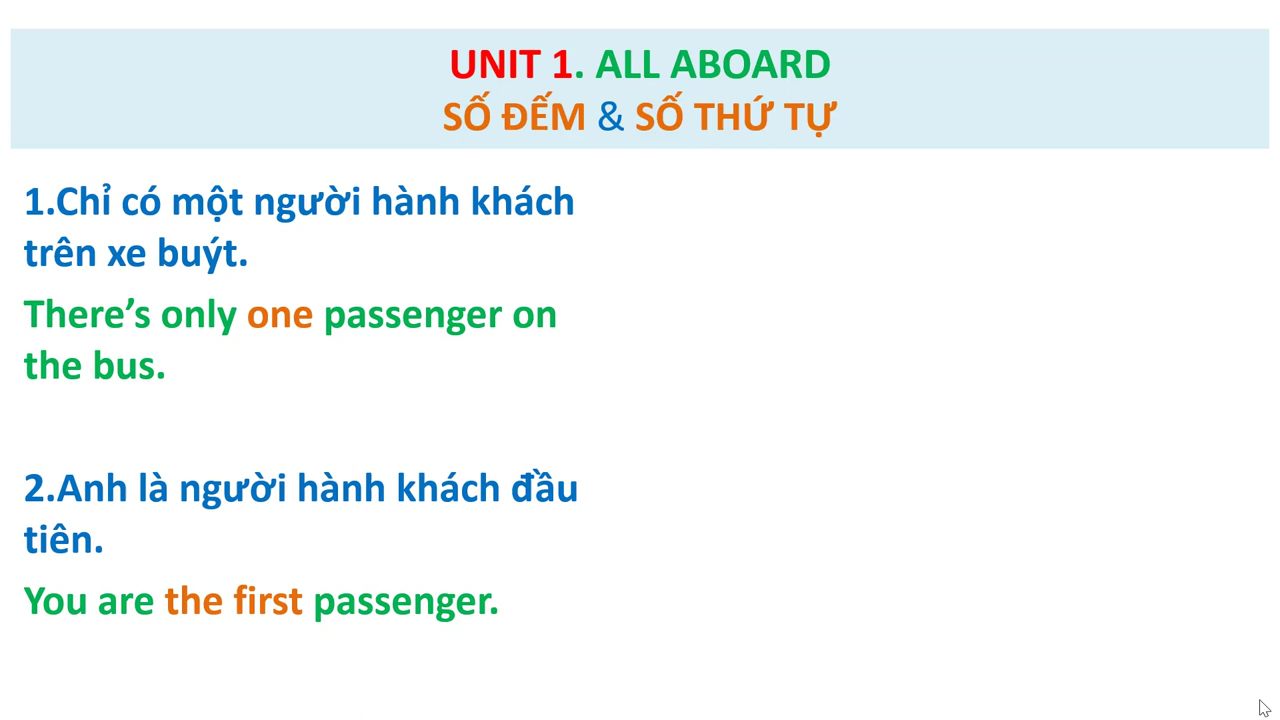 UNIT 1. ALL ABOARD
SỐ ĐẾM & SỐ THỨ TỰ
1.Chỉ có một người hành khách
trên xe buýt.
There’s only one passenger on
the bus.
2.Anh là người hành khách đầu
tiên.
You are the first passenger.